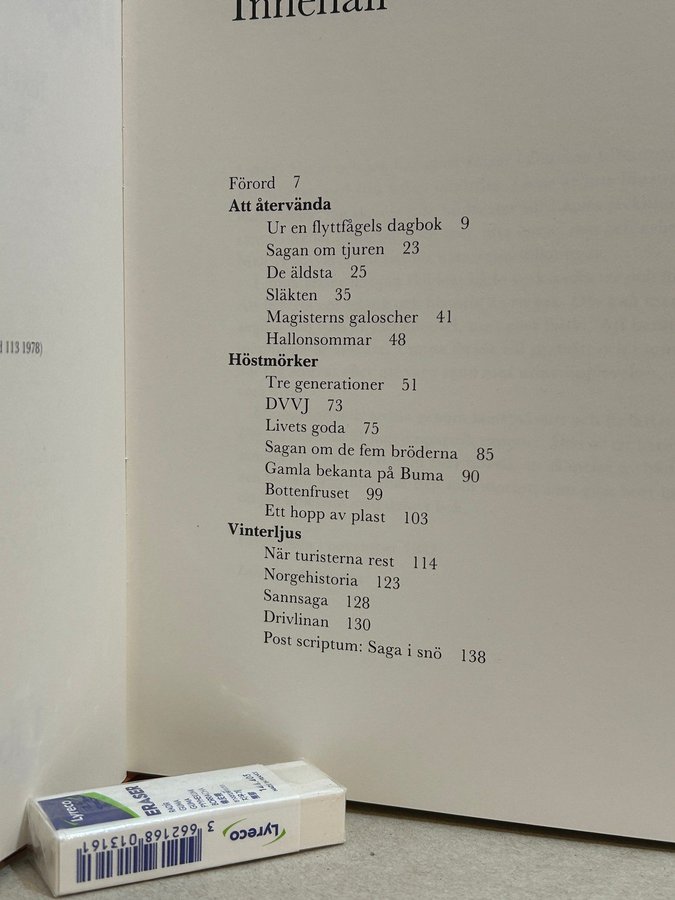 Innehåll
113 1978)
Förord 7
Att återvända
Ur en flyttfågels dagbok 9
Sagan om tjuren 23
De äldsta 25
Släkten 35
Magisterns galoscher 41
Hallonsommar 48
Höstmörker
Tre generationer 51
DVVJ 73
Livets goda 75
Sagan om de fem bröderna 85
Gamla bekanta på Buma 90
Bottenfruset 99
Ett hopp av plast 103
Vinterljus
När turisterna rest 114
Norgehistoria 123
Sannsaga 128
Drivlinan 130
Post scriptum: Saga i snö 138
Lyreco
ERASER
Lyreco
3 662168 013161